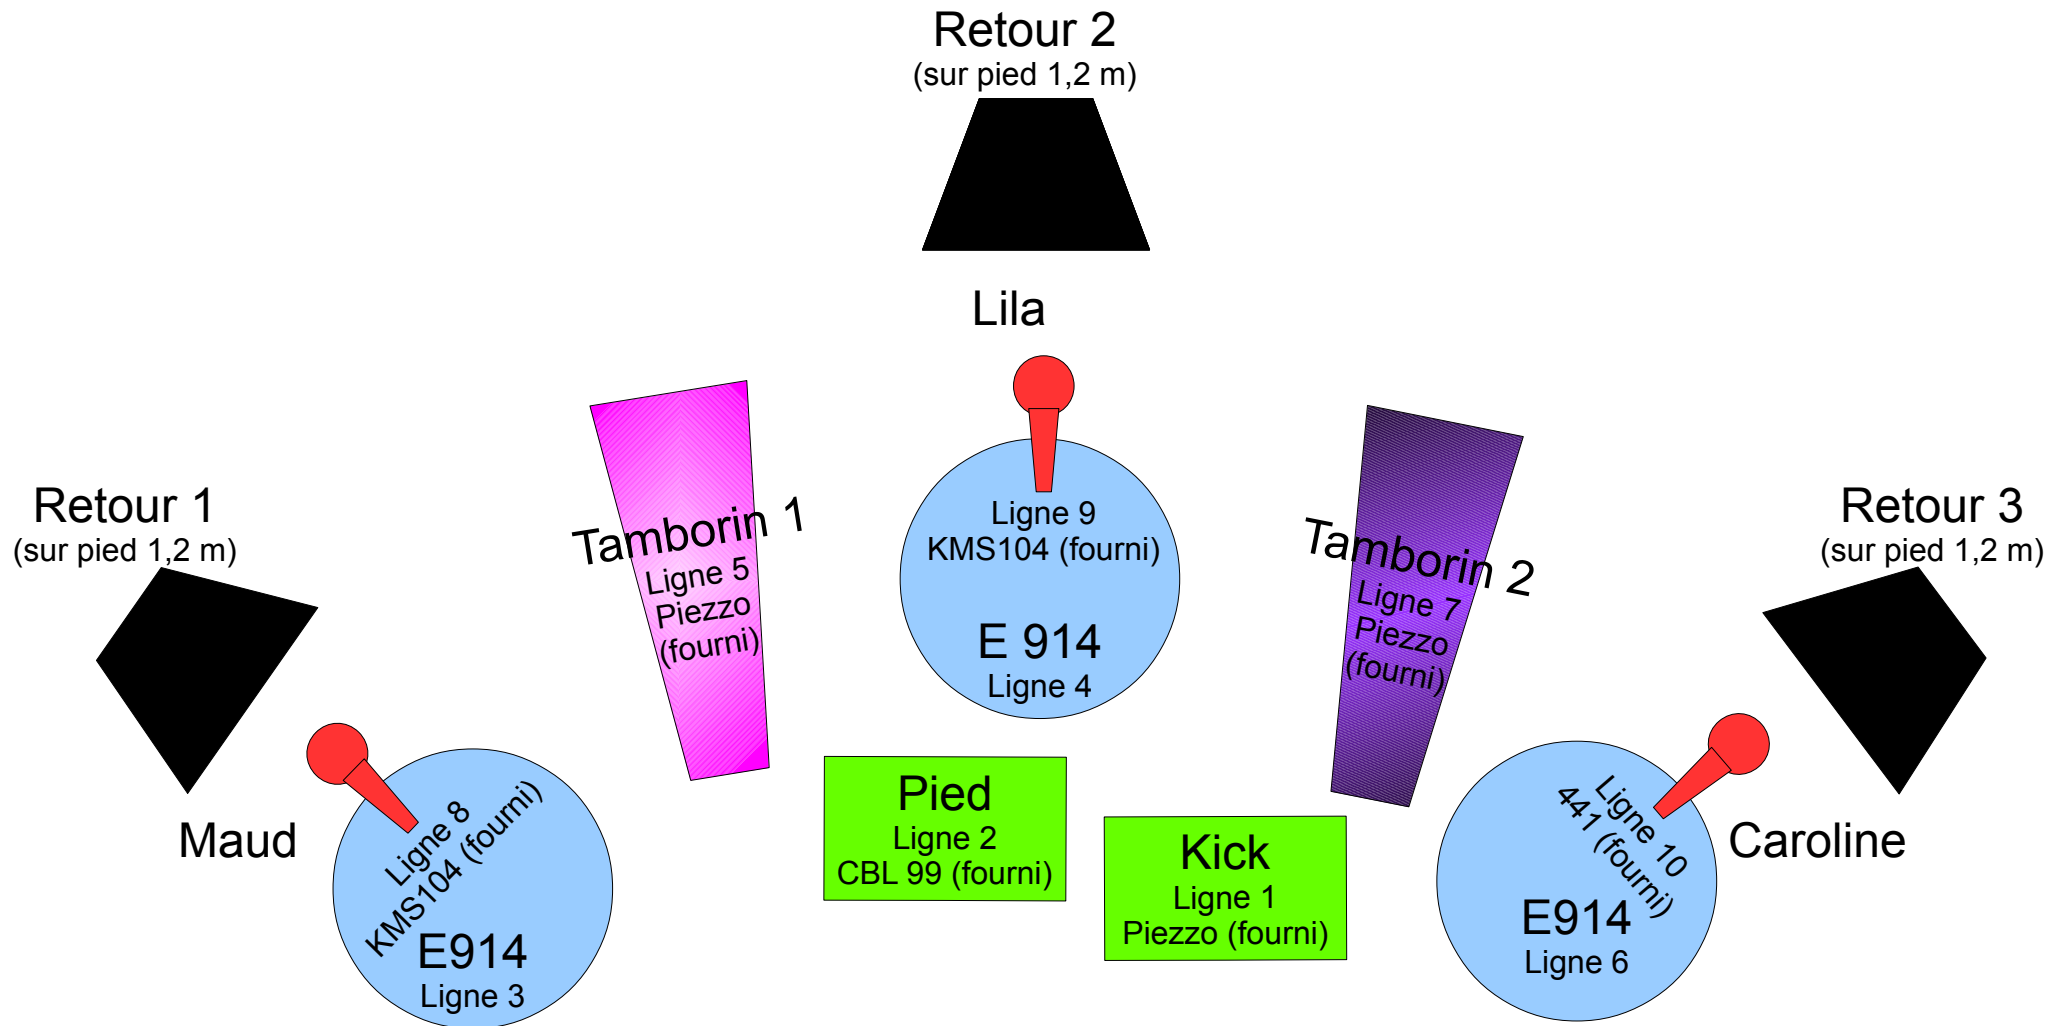 Retour 2
(sur pied 1,2 m)
Lila
Retour 1
(sur pied 1,2 m)
Tamborin 1
Ligne 5
Piezzo
(fourni)
Ligne 9
KMS104 (fourni)
E 914
Ligne 4
Tamborin 2
Ligne 7
Piezzo
(fourni)
Retour 3
(sur pied 1,2 m)
Maud
Ligne 8
KMS104 (fourni)
E914
Ligne 3
Pied
Ligne 2
CBL 99 (fourni)
Kick
Ligne 1
Piezzo (fourni)
Ligne 10
441 (fourni)
E914
Ligne 6
Caroline